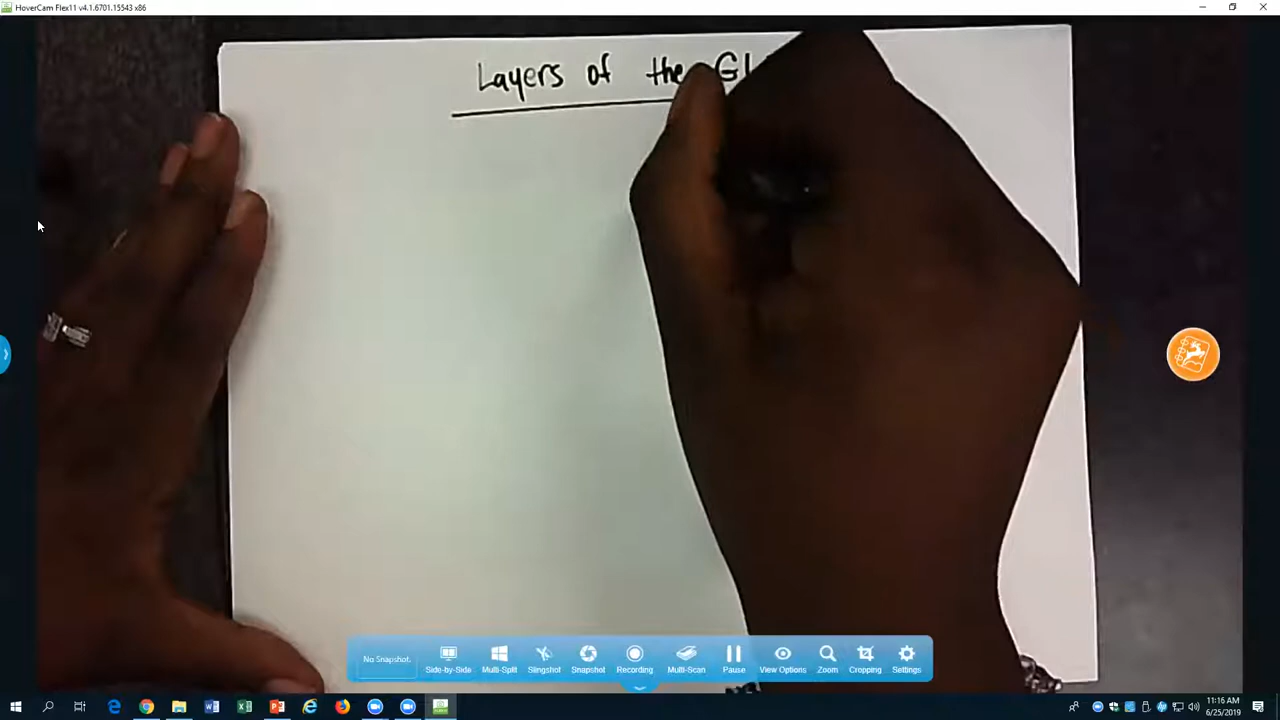 HoverCam Flex11 v4.1.6701.15543 x86
Layers of the
No Snapshot.
Side-by-Side
Multi-Split
Slingshot
Snapshot
Recording
Multi-Scan
Pause
View Options
Zoom
Cropping
Settings
11:16 AM
6/25/2019